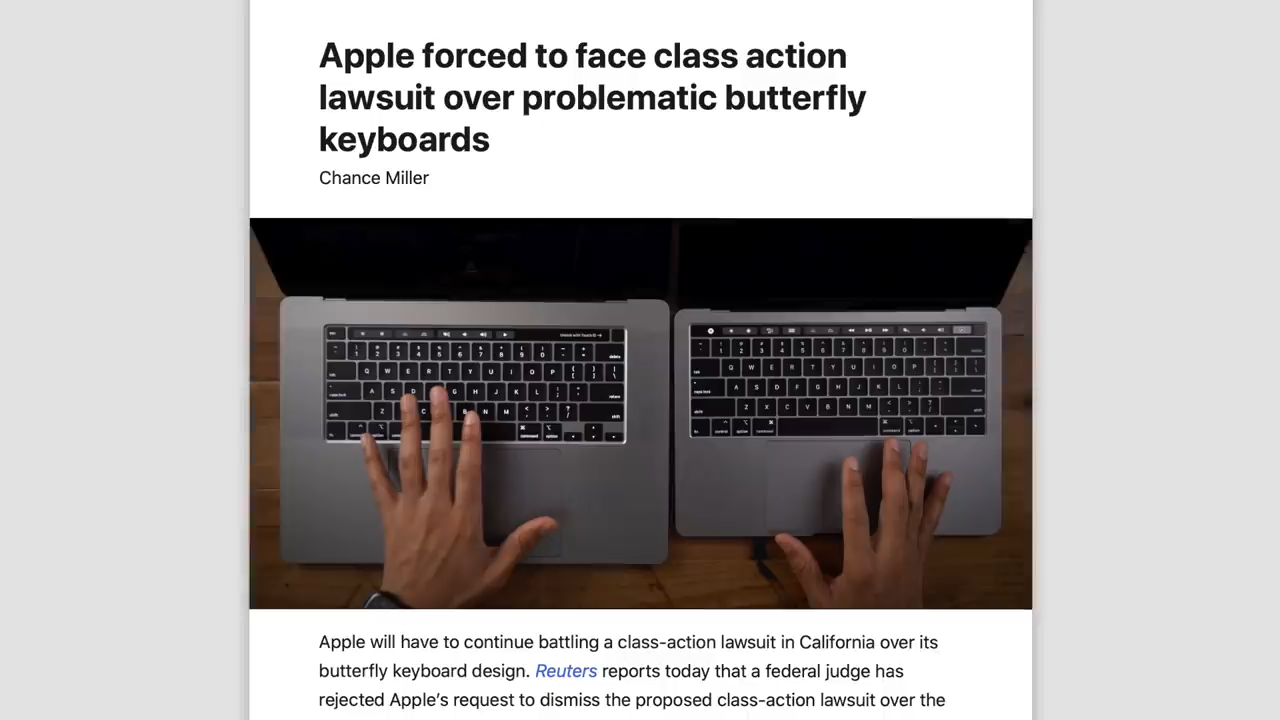 Apple forced to face class action
lawsuit over problematic butterfly
keyboards
Chance Miller
Apple will have to continue battling a class-action lawsuit in California over its
butterfly keyboard design. Reuters reports today that a federal judge has
rejected Apple’s request to dismiss the proposed class-action lawsuit over the